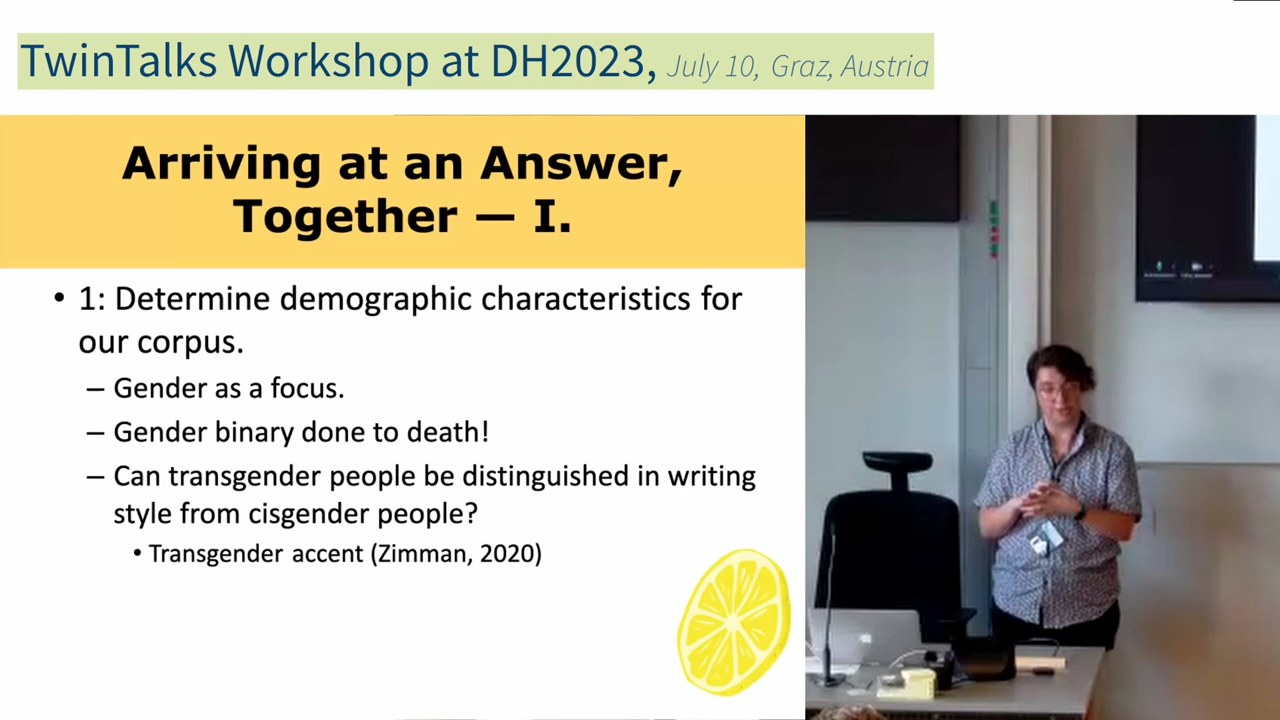 TwinTalks Workshop at DH2023, July 10, Graz, Austria
Arriving at an Answer,
Together — I.
• 1: Determine demographic characteristics for
our corpus.
– Gender as a focus.
– Gender binary done to death!
– Can transgender people be distinguished in writing
style from cisgender people?
• Transgender accent (Zimman, 2020)